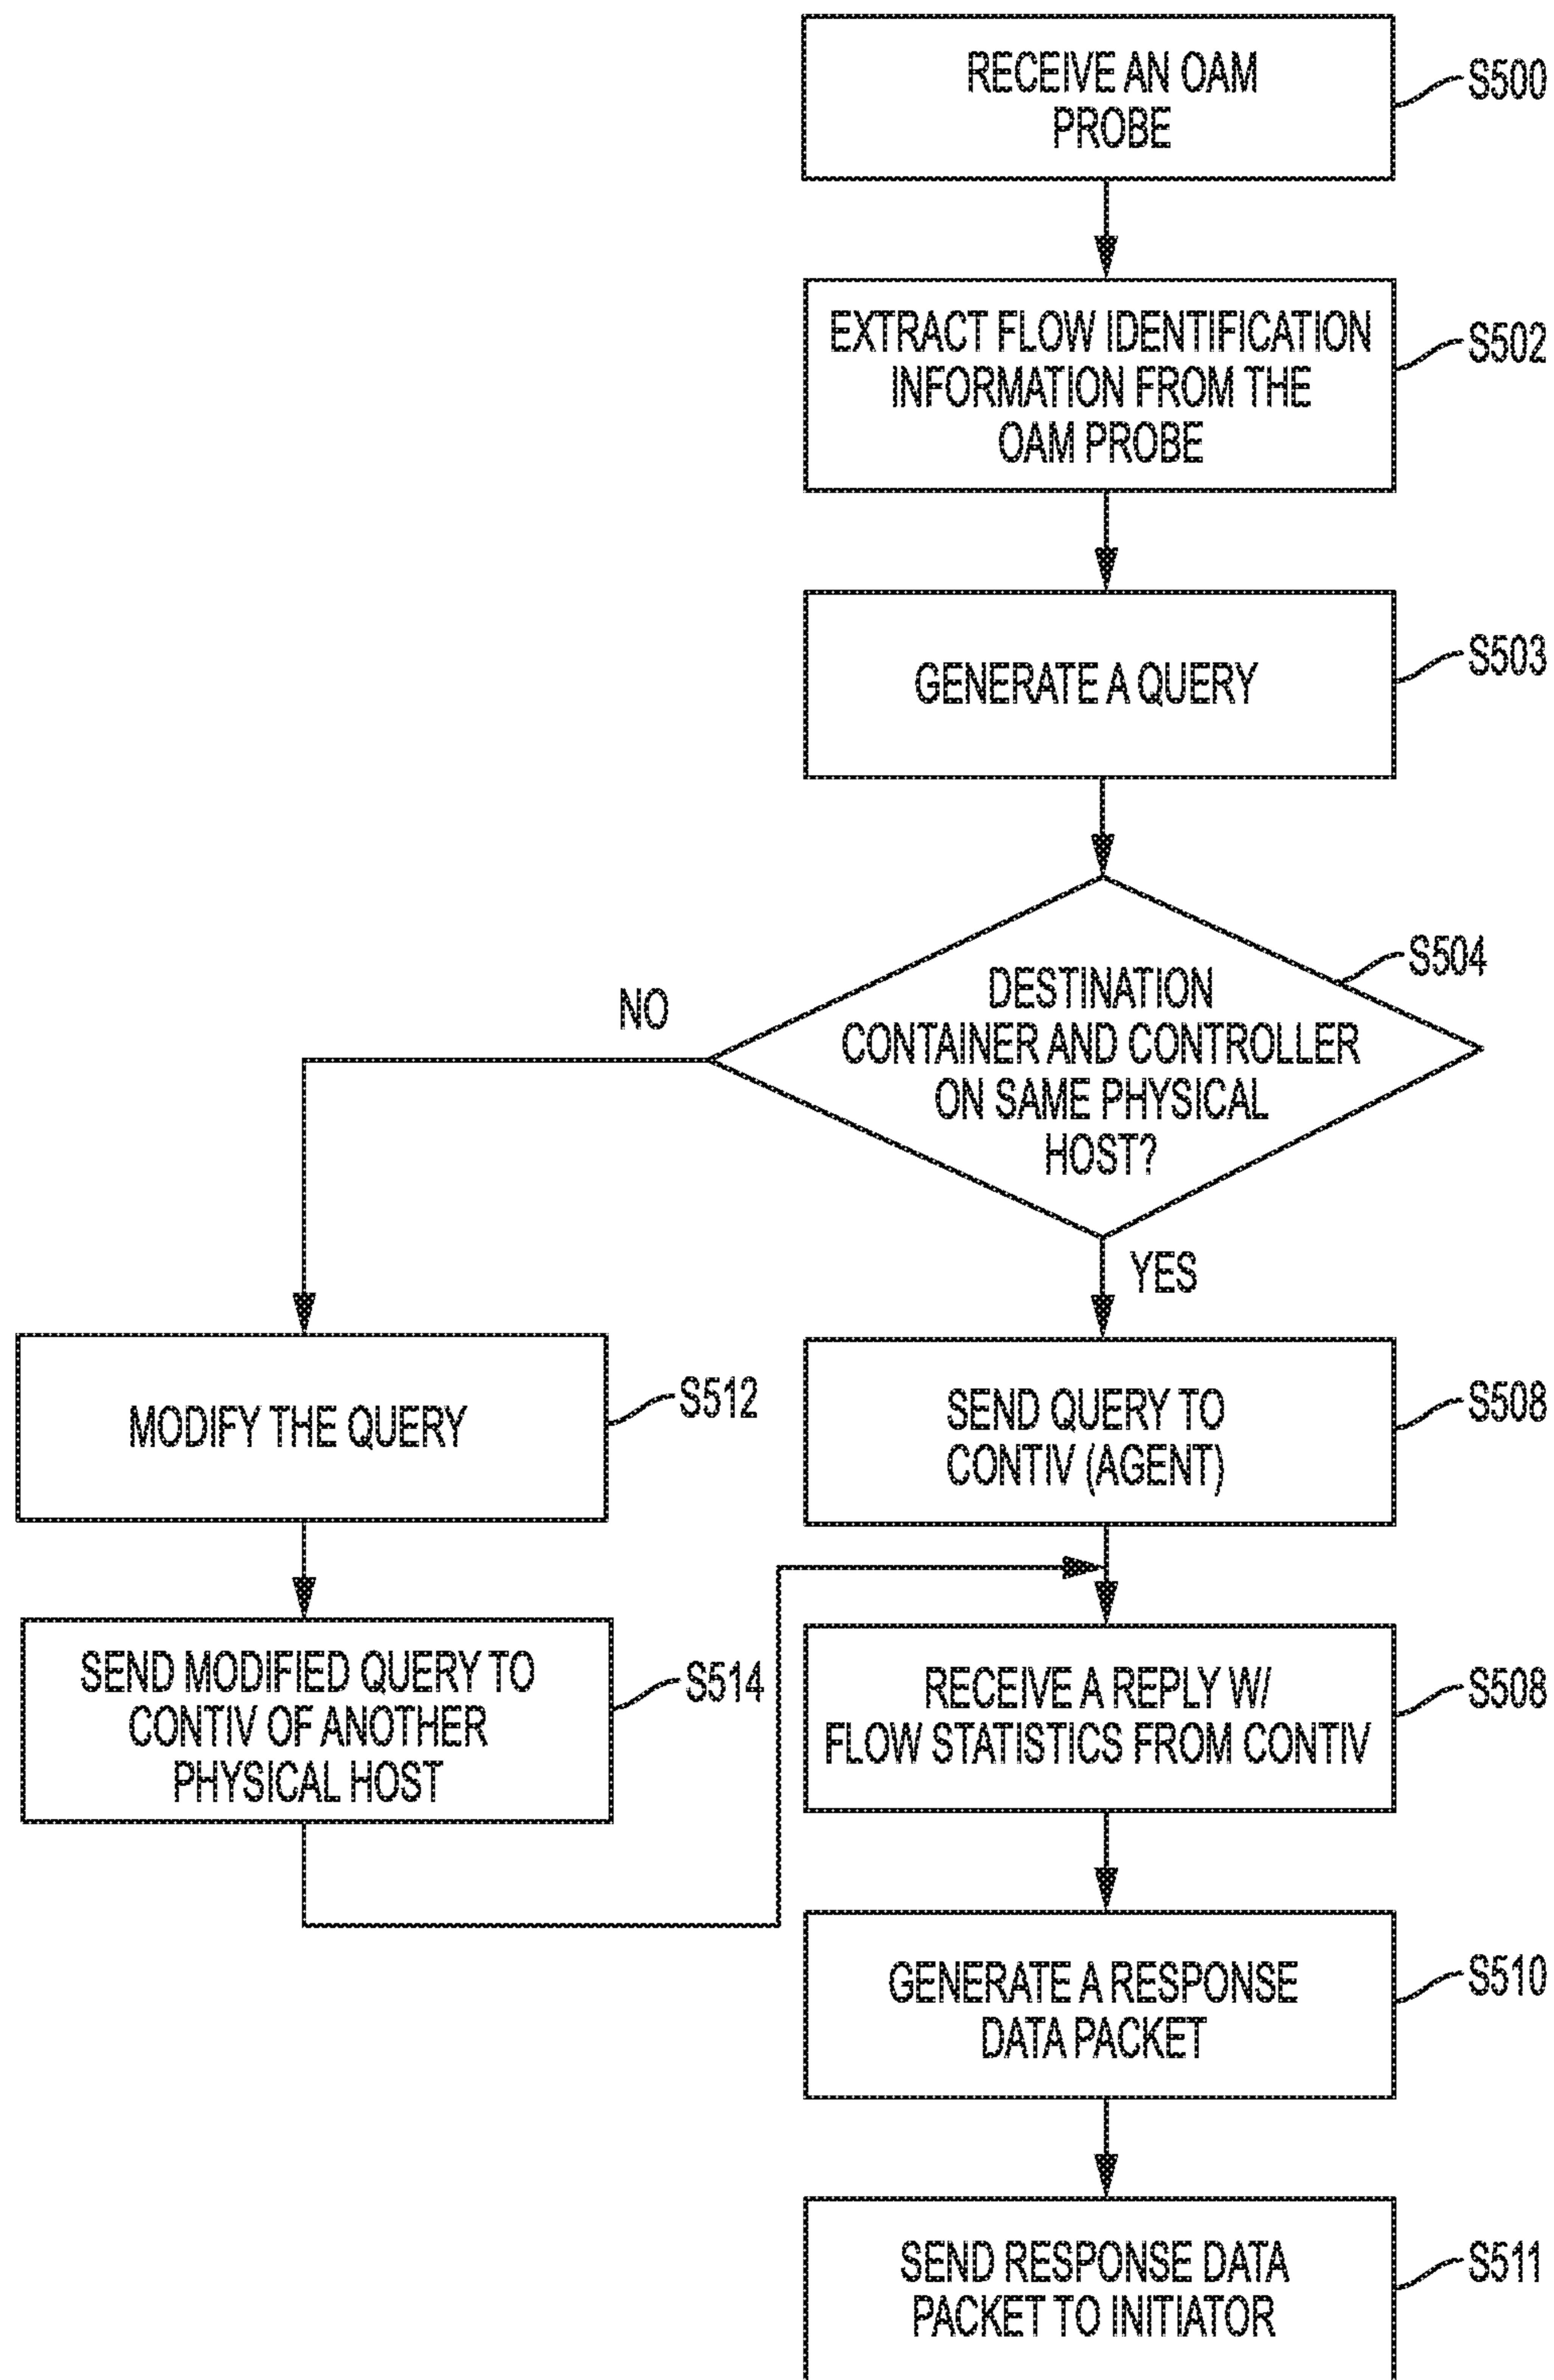 RECEIVE AN OAM
PROBE
S500
EXTRACT FLOW IDENTIFICATION
INFORMATION FROM THE
OAM PROBE
S502
GENERATE A QUERY
S503
DESTINATION
CONTAINER AND CONTROLLER
ON SAME PHYSICAL
HOST?
S504
NO
YES
MODIFY THE QUERY
S512
SEND QUERY TO
CONTIV (AGENT)
S508
SEND MODIFIED QUERY TO
CONTIV OF ANOTHER
PHYSICAL HOST
S514
RECEIVE A REPLY W/
FLOW STATISTICS FROM CONTIV
S508
GENERATE A RESPONSE
DATA PACKET
S510
SEND RESPONSE DATA
PACKET TO INITIATOR
S511